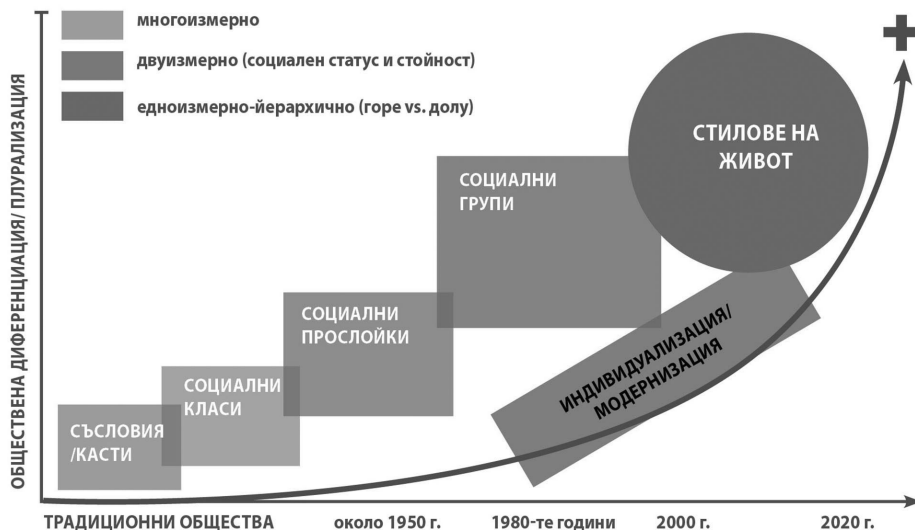 многоизмерно
двуизмерно (социален статус и стойност)
едноизмерно-йерархично (горе vs. долу)
ОБЩЕСТВЕНА ДИФЕРЕНЦИАЦИЯ/ ПЛУРАЛИЗАЦИЯ
+
СТИЛОВЕ НА
ЖИВОТ
СОЦИАЛНИ
ГРУПИ
СОЦИАЛНИ
ПРОСЛОЙКИ
ИНДИВИДУАЛИЗАЦИЯ/
МОДЕРНИЗАЦИЯ
СОЦИАЛНИ
КЛАСИ
СЪСЛОВИЯ
/КАСТИ
ТРАДИЦИОННИ ОБЩЕСТВА около 1950 г. 1980-те години 2000 г. 2020 г.